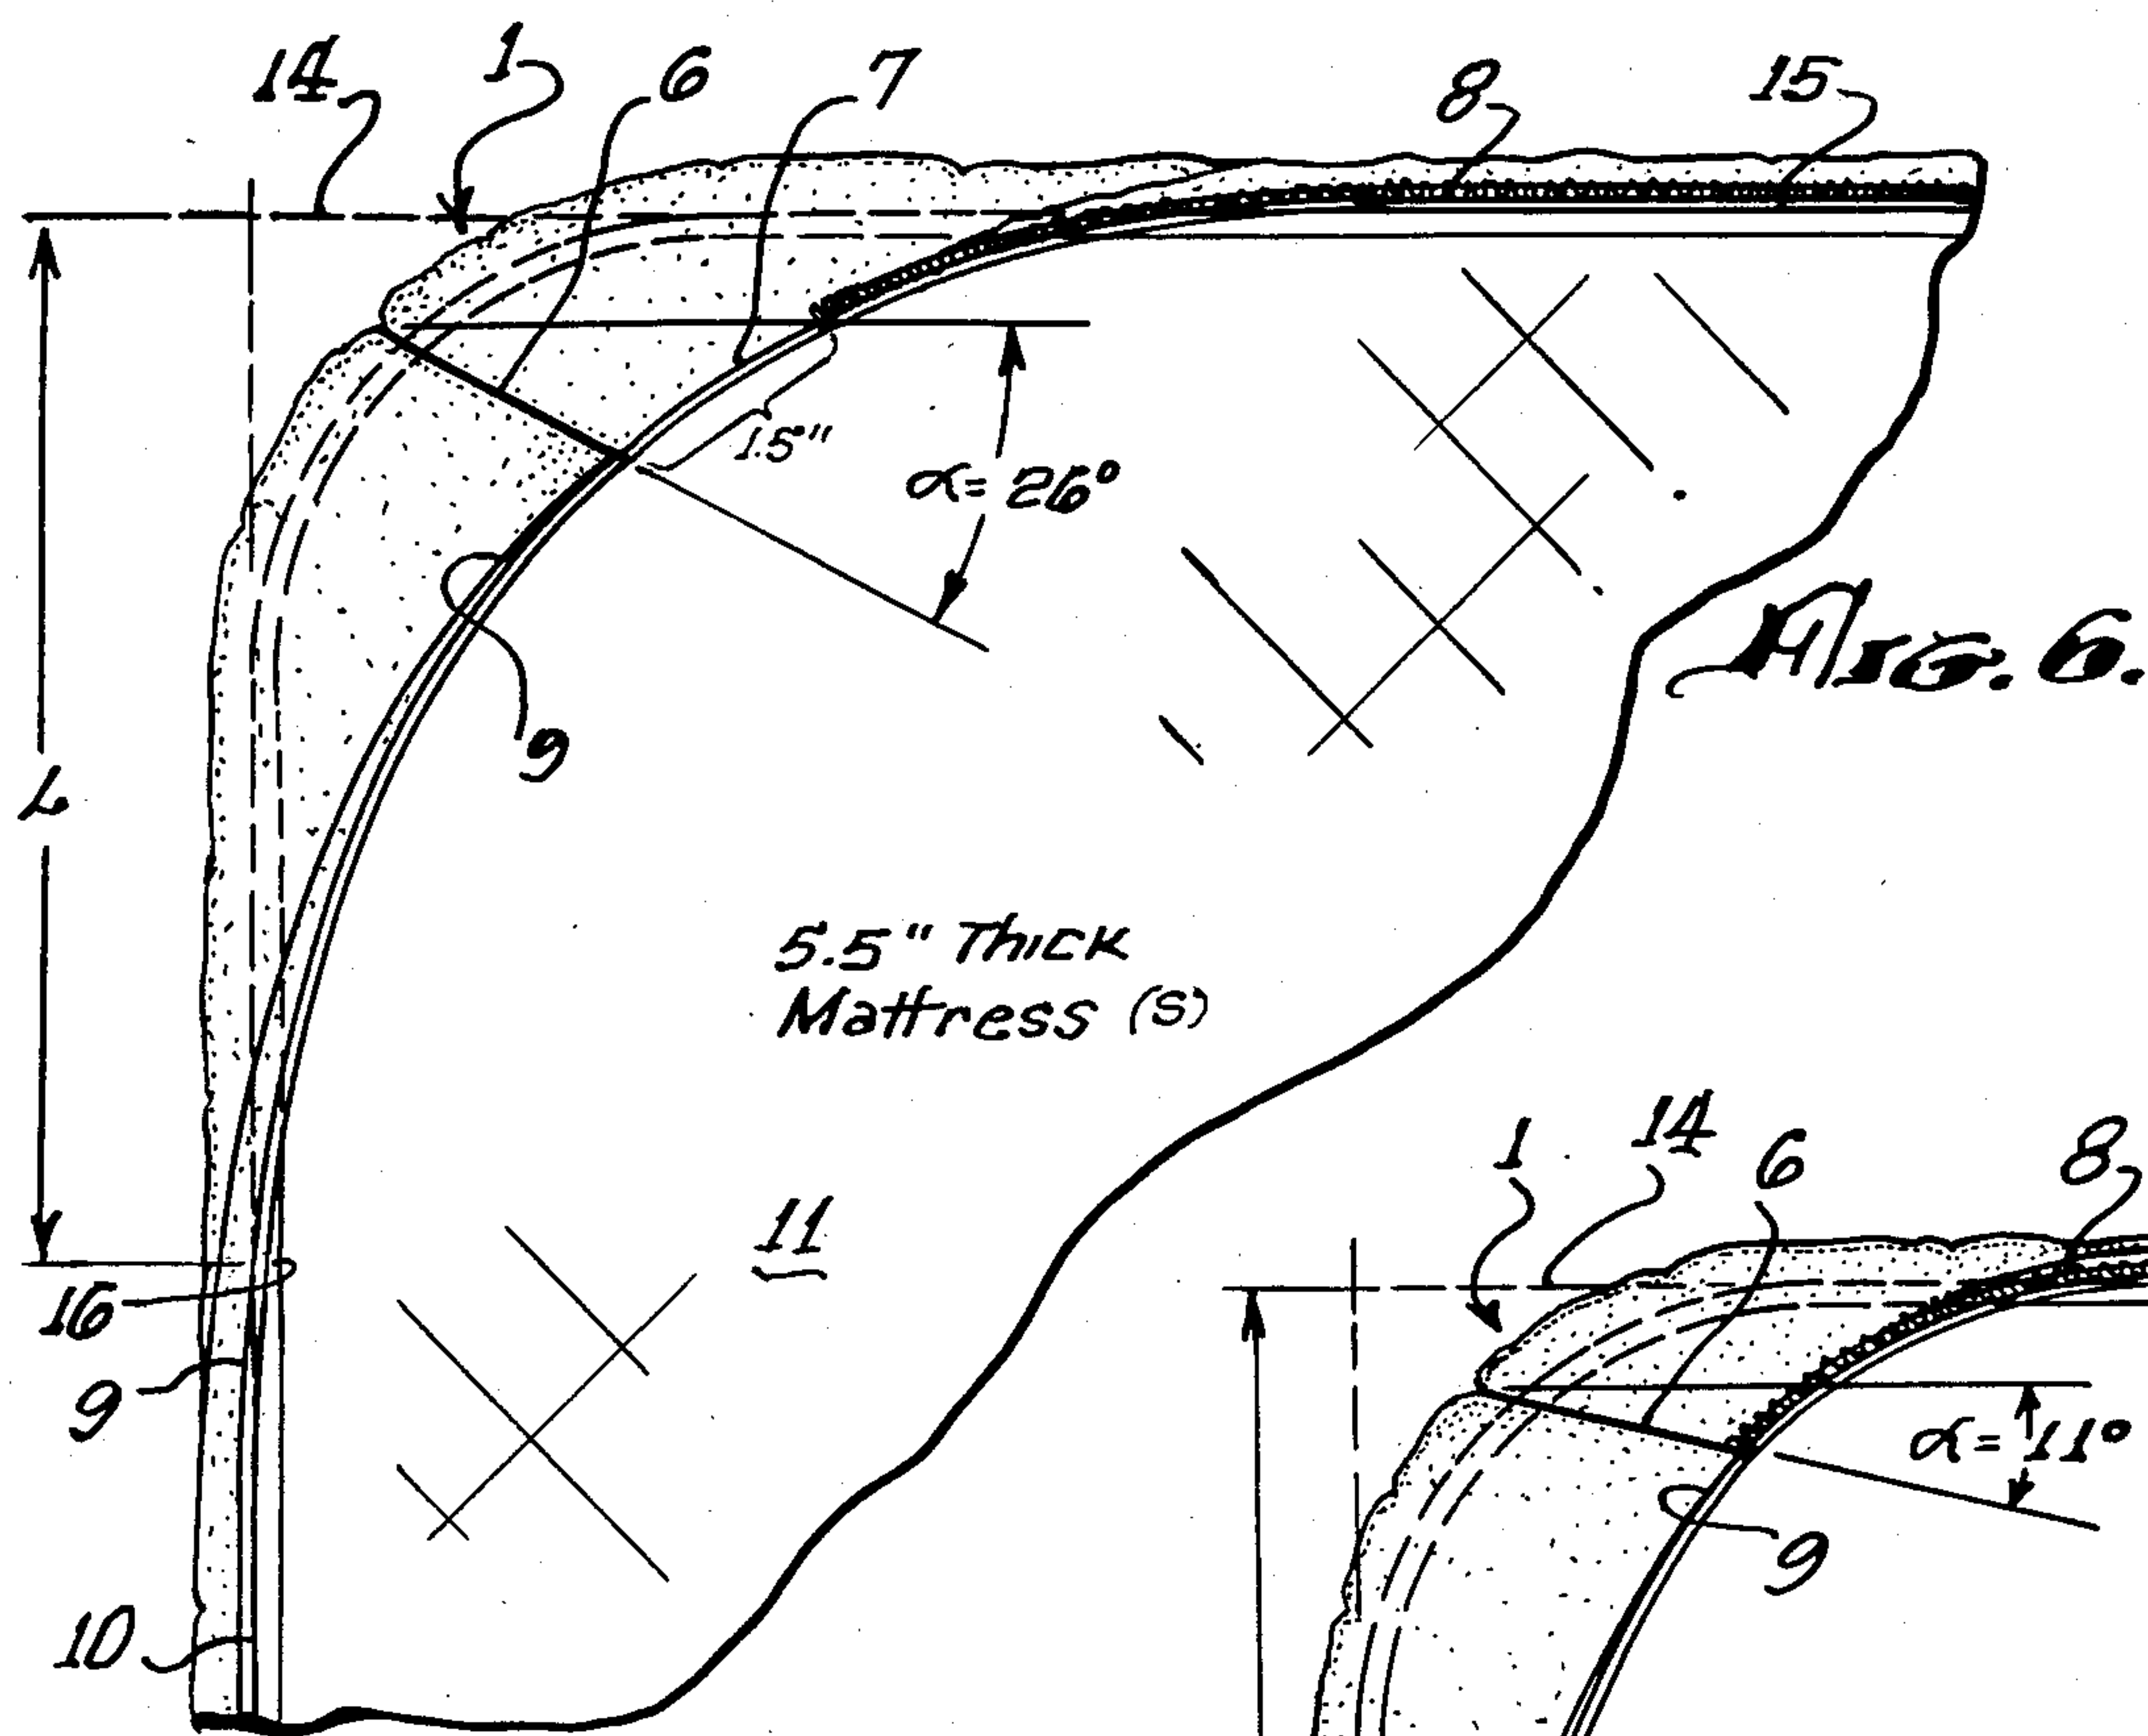 14 1 6 7 8 15
1.5"
α= 26°
FIG. 6.
9
L
5.5" Thick
Mattress (S)
11
16
9
10
1 14 6 8
α= 11°
9